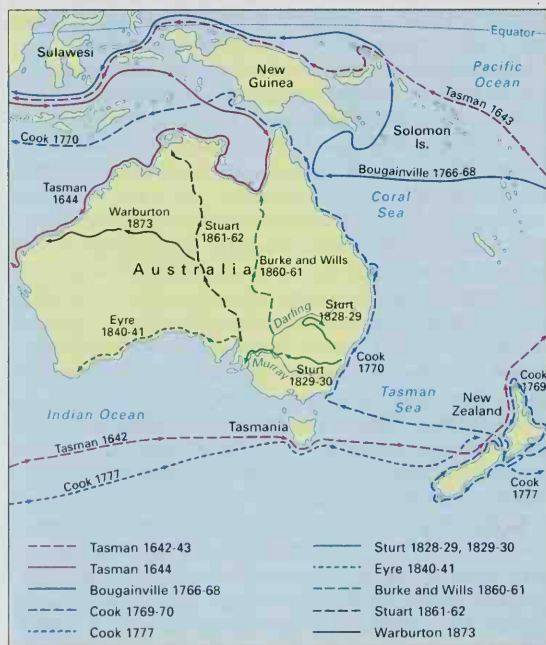 Equator
Sulawesi
New
Guinea
Pacific
Ocean
Tasman 1643
Cook 1770
Solomon
Is.
Bougainville 1766-68
Tasman
1644
Coral
Sea
Warburton
1873
Stuart
1861-62
Burke and Wills
1860-61
Australia
Sturt
1828-29
Darling
Eyre
1840-41
Murray
Sturt
1829-30
Cook
1770
Cook
1769
New
Zealand
Tasman
Sea
Indian Ocean
Tasmania
Tasman 1642
Cook 1777
Cook
1777
Tasman 1642-43
Tasman 1644
Bougainville 1766-68
Cook 1769-70
Cook 1777
Sturt 1828-29, 1829-30
Eyre 1840-41
Burke and Wills 1860-61
Stuart 1861-62
Warburton 1873